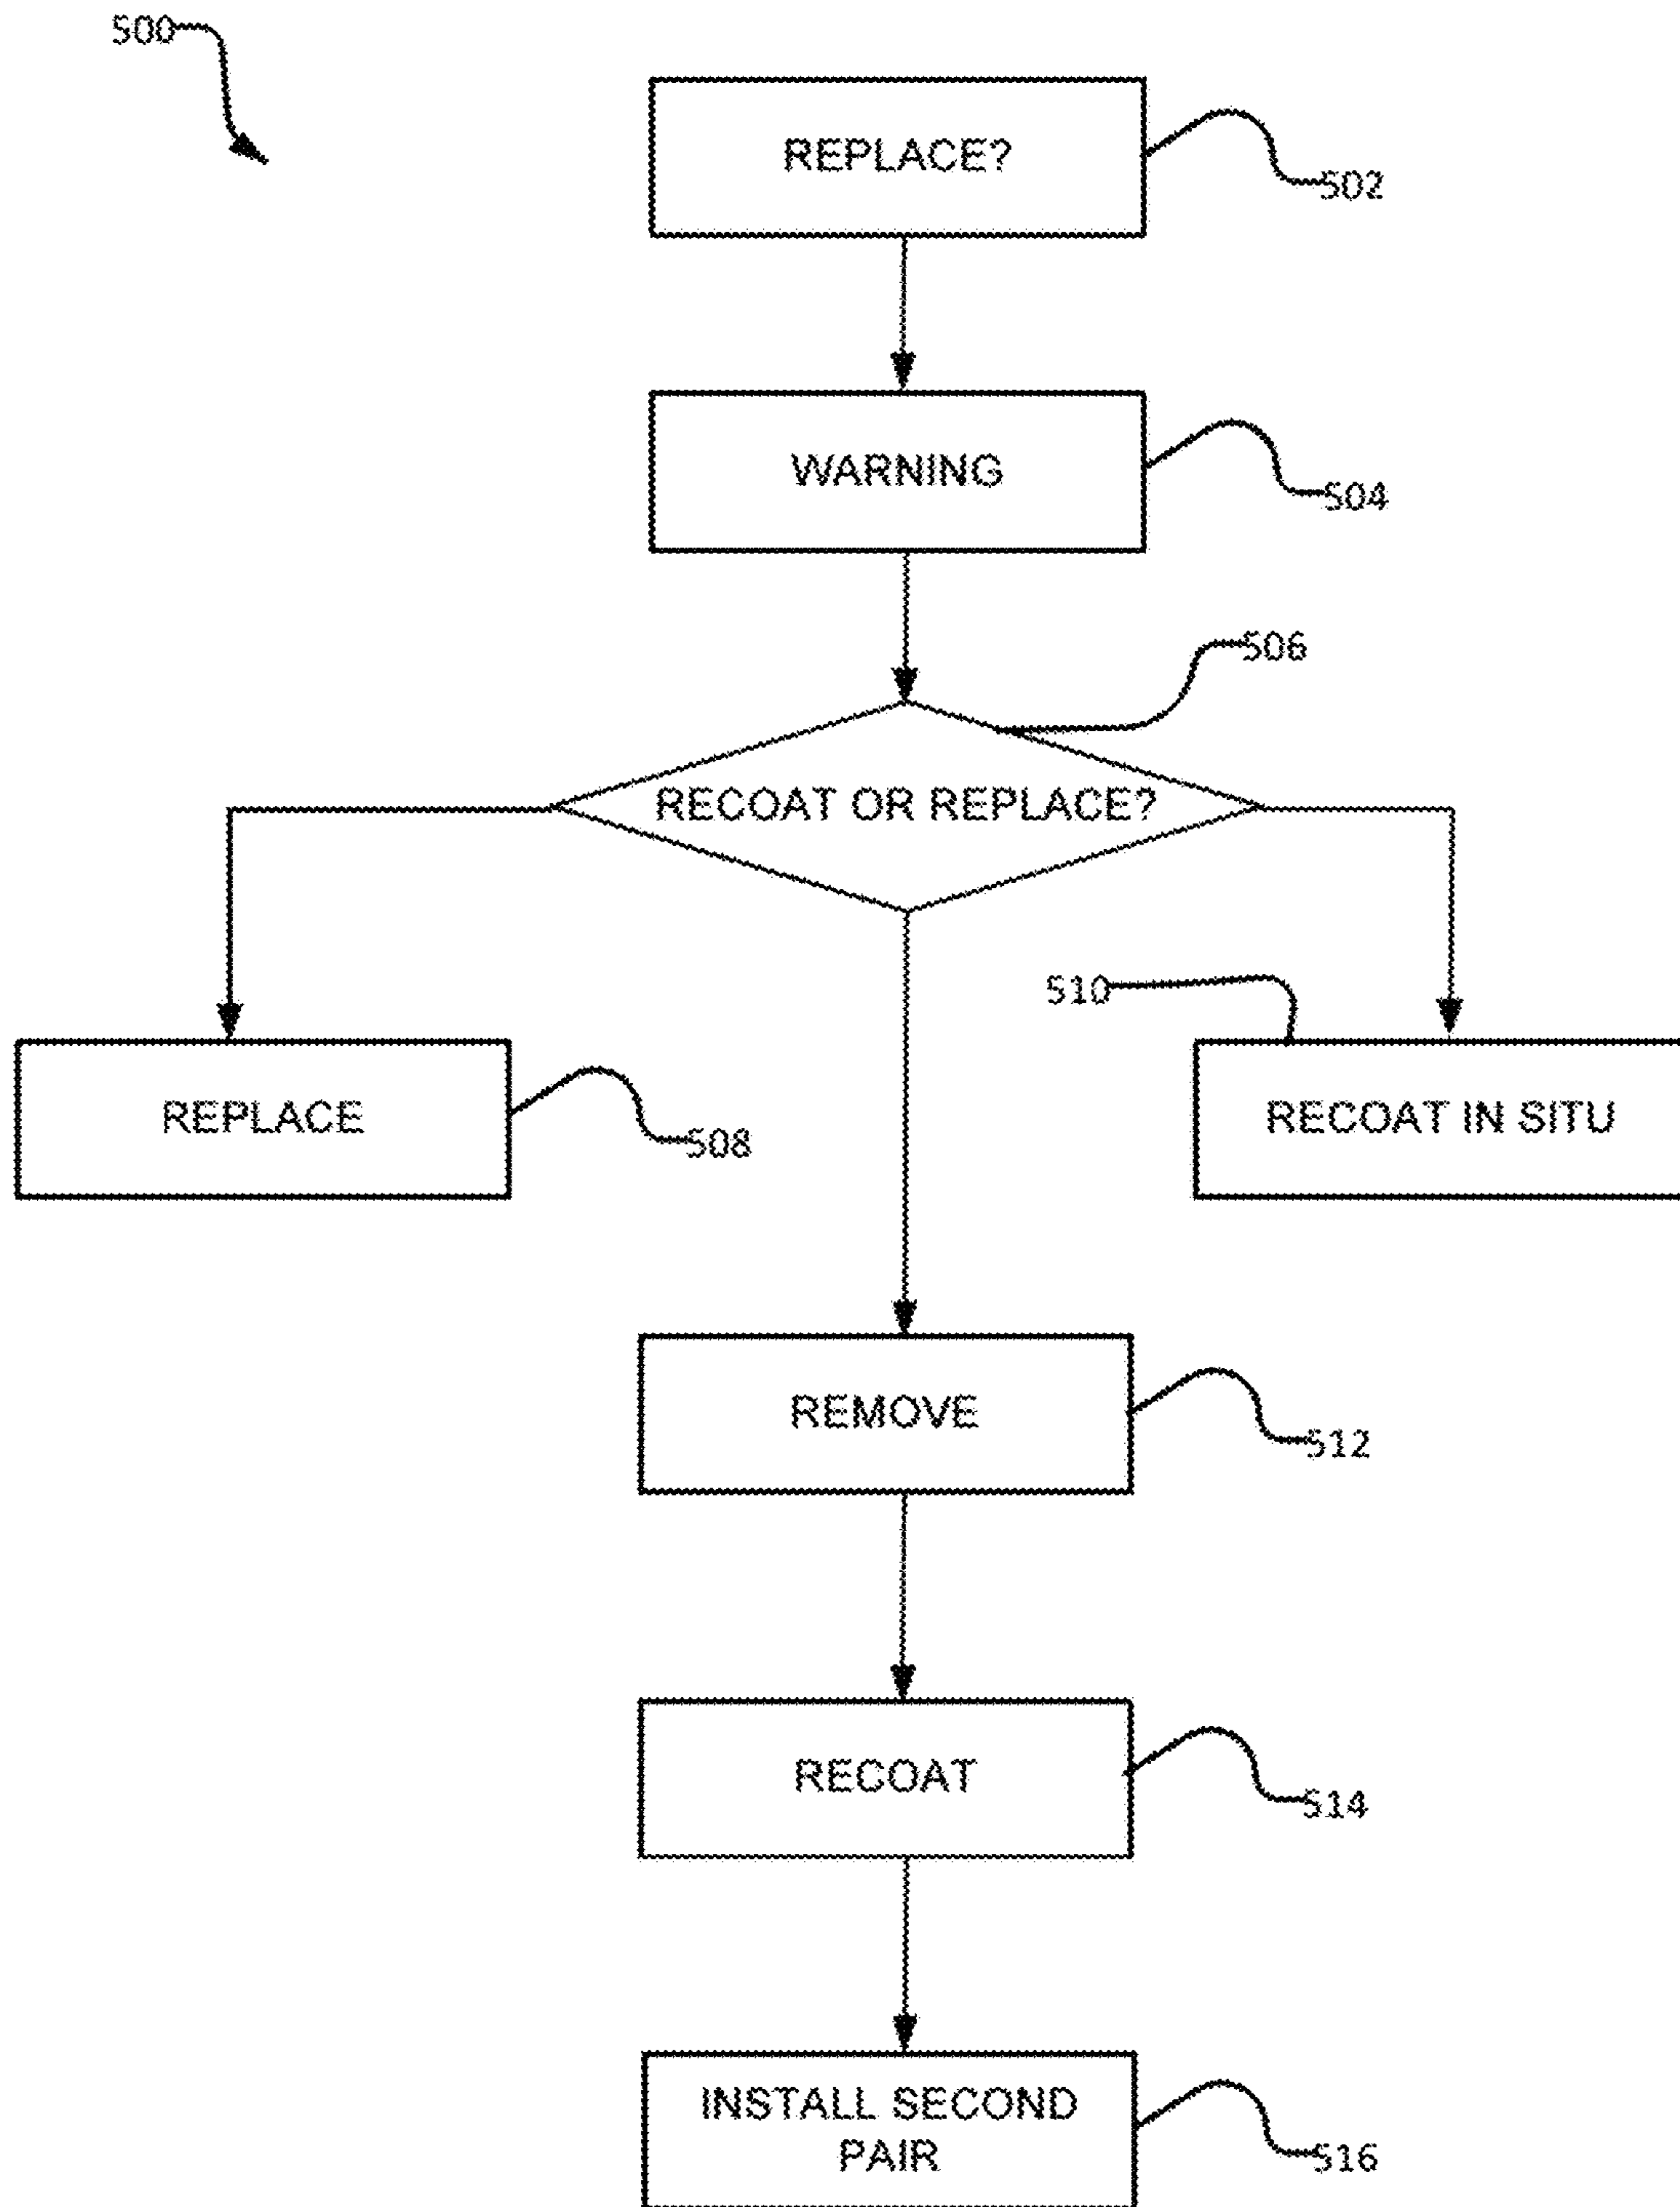 500
REPLACE?
502
WARNING
504
506
RECOAT OR REPLACE?
510
REPLACE
508
RECOAT IN SITU
REMOVE
512
RECOAT
514
INSTALL SECOND
PAIR
516